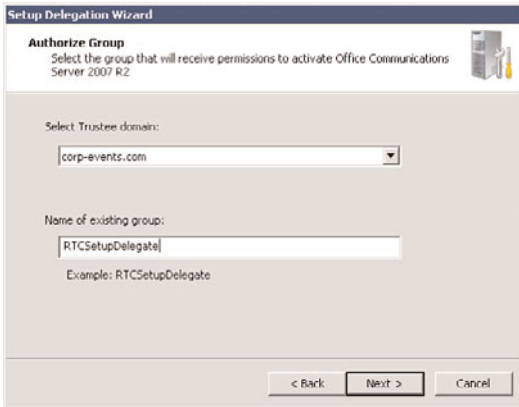 Setup Delegation Wizard
Authorize Group
Select the group that will receive permissions to activate Office Communications
Server 2007 R2
Select Trustee domain:
corp-events.com
Name of existing group:
RTCSetupDelegate
Example: RTCSetupDelegate
< Back Next > Cancel